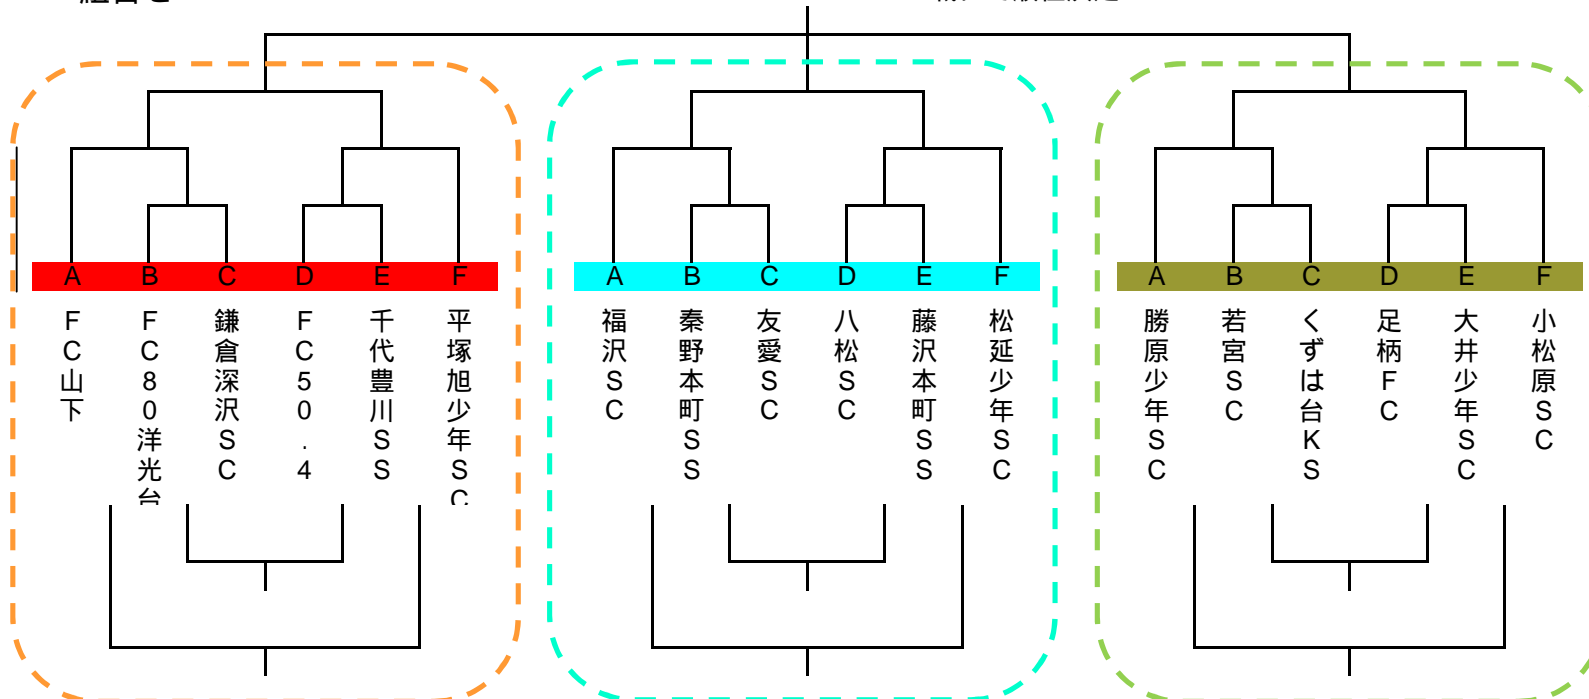 A B C D E F
A B C D E F
A B C D E F
FC山下
FC80洋光台
鎌倉深沢SC
FC50.4
千代豊川SS
平塚旭少年SC
福沢SC
秦野本町SS
友愛SC
八松SC
藤沢本町SS
松延少年SC
勝原少年SC
若宮SC
くずは台KS
足柄FC
大井少年SC
小松原SC